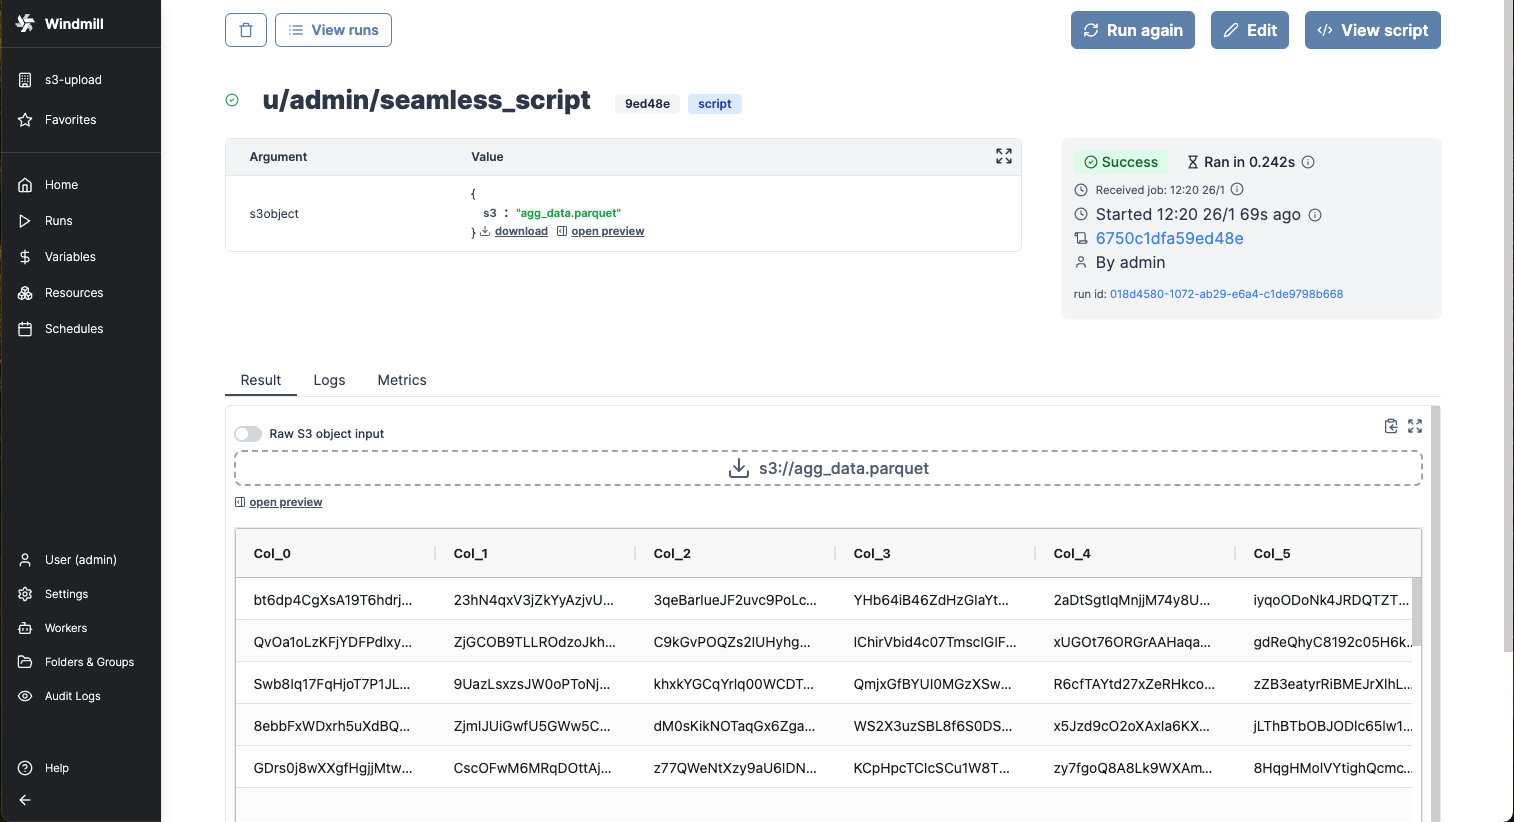 Windmill
s3-upload
Favorites
Home
Runs
Variables
Resources
Schedules
User (admin)
Settings
Workers
Folders & Groups
Audit Logs
Help
View runs
Run again
Edit
View script
u/admin/seamless_script
9ed48e
script
Argument
Value
s3object
{
s3 : "agg_data.parquet"
} download open preview
Success
Ran in 0.242s
Received job: 12:20 26/1
Started 12:20 26/1 69s ago
6750c1dfa59ed48e
By admin
run id: 018d4580-1072-ab29-e6a4-c1de9798b668
Result Logs Metrics
Raw S3 object input
s3://agg_data.parquet
open preview
Col_0 Col_1 Col_2 Col_3 Col_4 Col_5
bt6dp4CgXsA19T6hdrj... 23hN4qxV3jZkYyAzjvU... 3qeBarlueJF2uvc9PoLc... YHb64iB46ZdHzGlaYt... 2aDtSgtlqMnjjM74y8U... iyqoODoNk4JRDQTZT...
QvOa1oLzKFjYDFPdlxy... ZjGCOB9TLLROdzoJkh... C9kGvPOQZs2IUHyhg... IChirVbid4c07TmsclGlF... xUGOt76ORGrAAHaqa... gdReQhyC8192c05H6k...
Swb8Iq17FqHjoT7P1JL... 9UazLsxzsJW0oPToNj... khxkYGCqYrlq00WCDT... QmjxGfBYUl0MGzXSw... R6cfTAYtd27xZeRHkco... zZB3eatyrRiBMEJrXlhL...
8ebbFxWDxrh5uXdBQ... ZjmlJUiGwfU5GWw5C... dM0sKikNOTaqGx6Zga... WS2X3uzSBL8f6S0DS... x5Jzd9cO2oXAxla6KX... jLThBTbOBJODlc65lw1...
GDrs0j8wXXgfHgjjMtw... CscOFwM6MRqDOttAj... z77QWeNtXzy9aU6lDN... KCpHpcTClcSCu1W8T... zy7fgoQ8A8Lk9WXAm... 8HqgHMolVYtighQcmc...